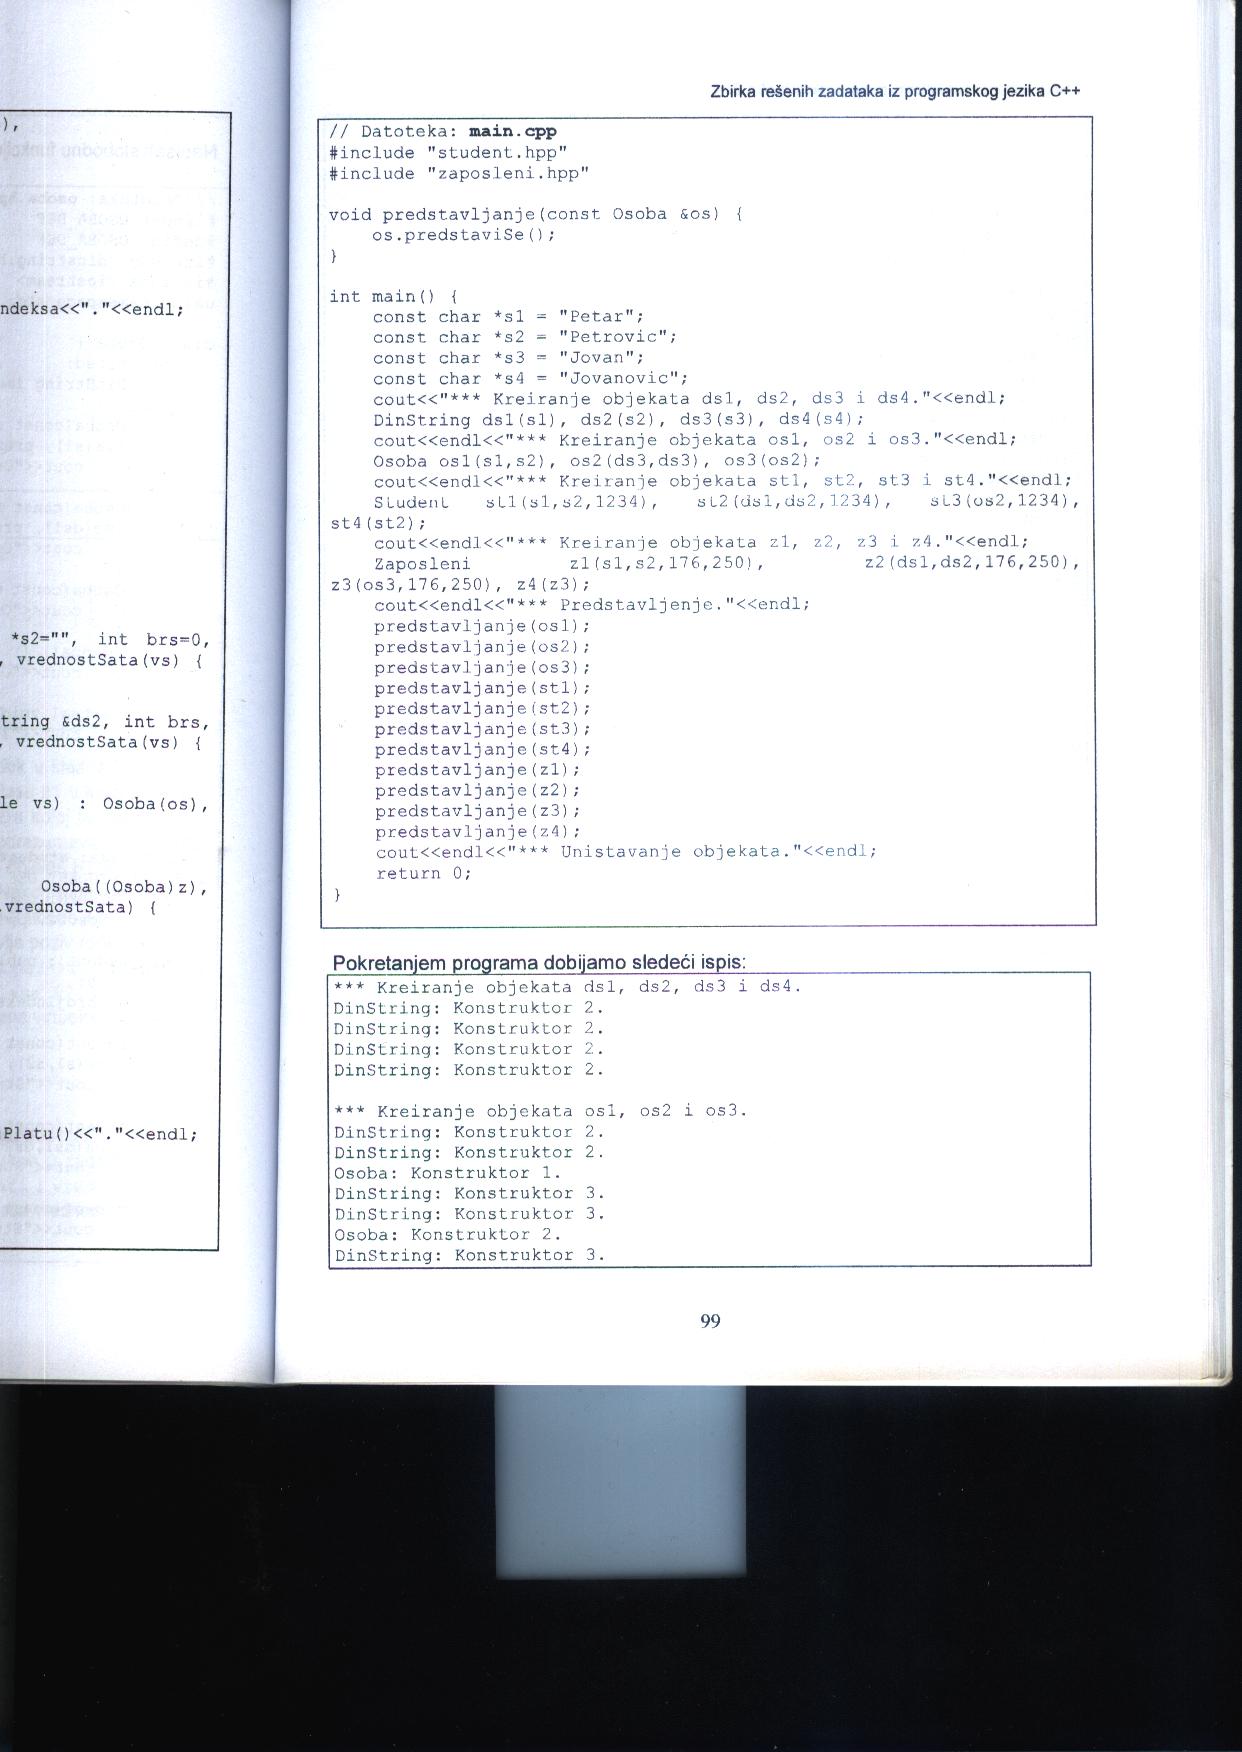 ),
ndeksa<<"."<<endl;
*s2="", int brs=0,
, vrednostSata(vs) {
tring &ds2, int brs,
, vrednostSata(vs) {
le vs) : Osoba(os),
Osoba((Osoba)z),
.vrednostSata) {
Platu()<<"."<<endl;
Zbirka rešenih zadataka iz programskog jezika C++
// Datoteka: main.cpp
#include "student.hpp"
#include "zaposleni.hpp"
void predstavljanje(const Osoba &os) {
os.predstaviSe();
}
int main() {
const char *s1 = "Petar";
const char *s2 = "Petrovic";
const char *s3 = "Jovan";
const char *s4 = "Jovanovic";
cout<<"*** Kreiranje objekata ds1, ds2, ds3 i ds4."<<endl;
DinString ds1(s1), ds2(s2), ds3(s3), ds4(s4);
cout<<endl<<"*** Kreiranje objekata os1, os2 i os3."<<endl;
Osoba os1(s1,s2), os2(ds3,ds3), os3(os2);
cout<<endl<<"*** Kreiranje objekata st1, st2, st3 i st4."<<endl;
Student st1(s1,s2,1234), st2(ds1,ds2,1234), st3(os2,1234),
st4(st2);
cout<<endl<<"*** Kreiranje objekata z1, z2, z3 i z4."<<endl;
Zaposleni z1(s1,s2,176,250), z2(ds1,ds2,176,250),
z3(os3,176,250), z4(z3);
cout<<endl<<"*** Predstavljenje."<<endl;
predstavljanje(os1);
predstavljanje(os2);
predstavljanje(os3);
predstavljanje(st1);
predstavljanje(st2);
predstavljanje(st3);
predstavljanje(st4);
predstavljanje(z1);
predstavljanje(z2);
predstavljanje(z3);
predstavljanje(z4);
cout<<endl<<"*** Unistavanje objekata."<<endl;
return 0;
}
Pokretanjem programa dobijamo sledeći ispis:
*** Kreiranje objekata ds1, ds2, ds3 i ds4.
DinString: Konstruktor 2.
DinString: Konstruktor 2.
DinString: Konstruktor 2.
DinString: Konstruktor 2.
*** Kreiranje objekata os1, os2 i os3.
DinString: Konstruktor 2.
DinString: Konstruktor 2.
Osoba: Konstruktor 1.
DinString: Konstruktor 3.
DinString: Konstruktor 3.
Osoba: Konstruktor 2.
DinString: Konstruktor 3.
99